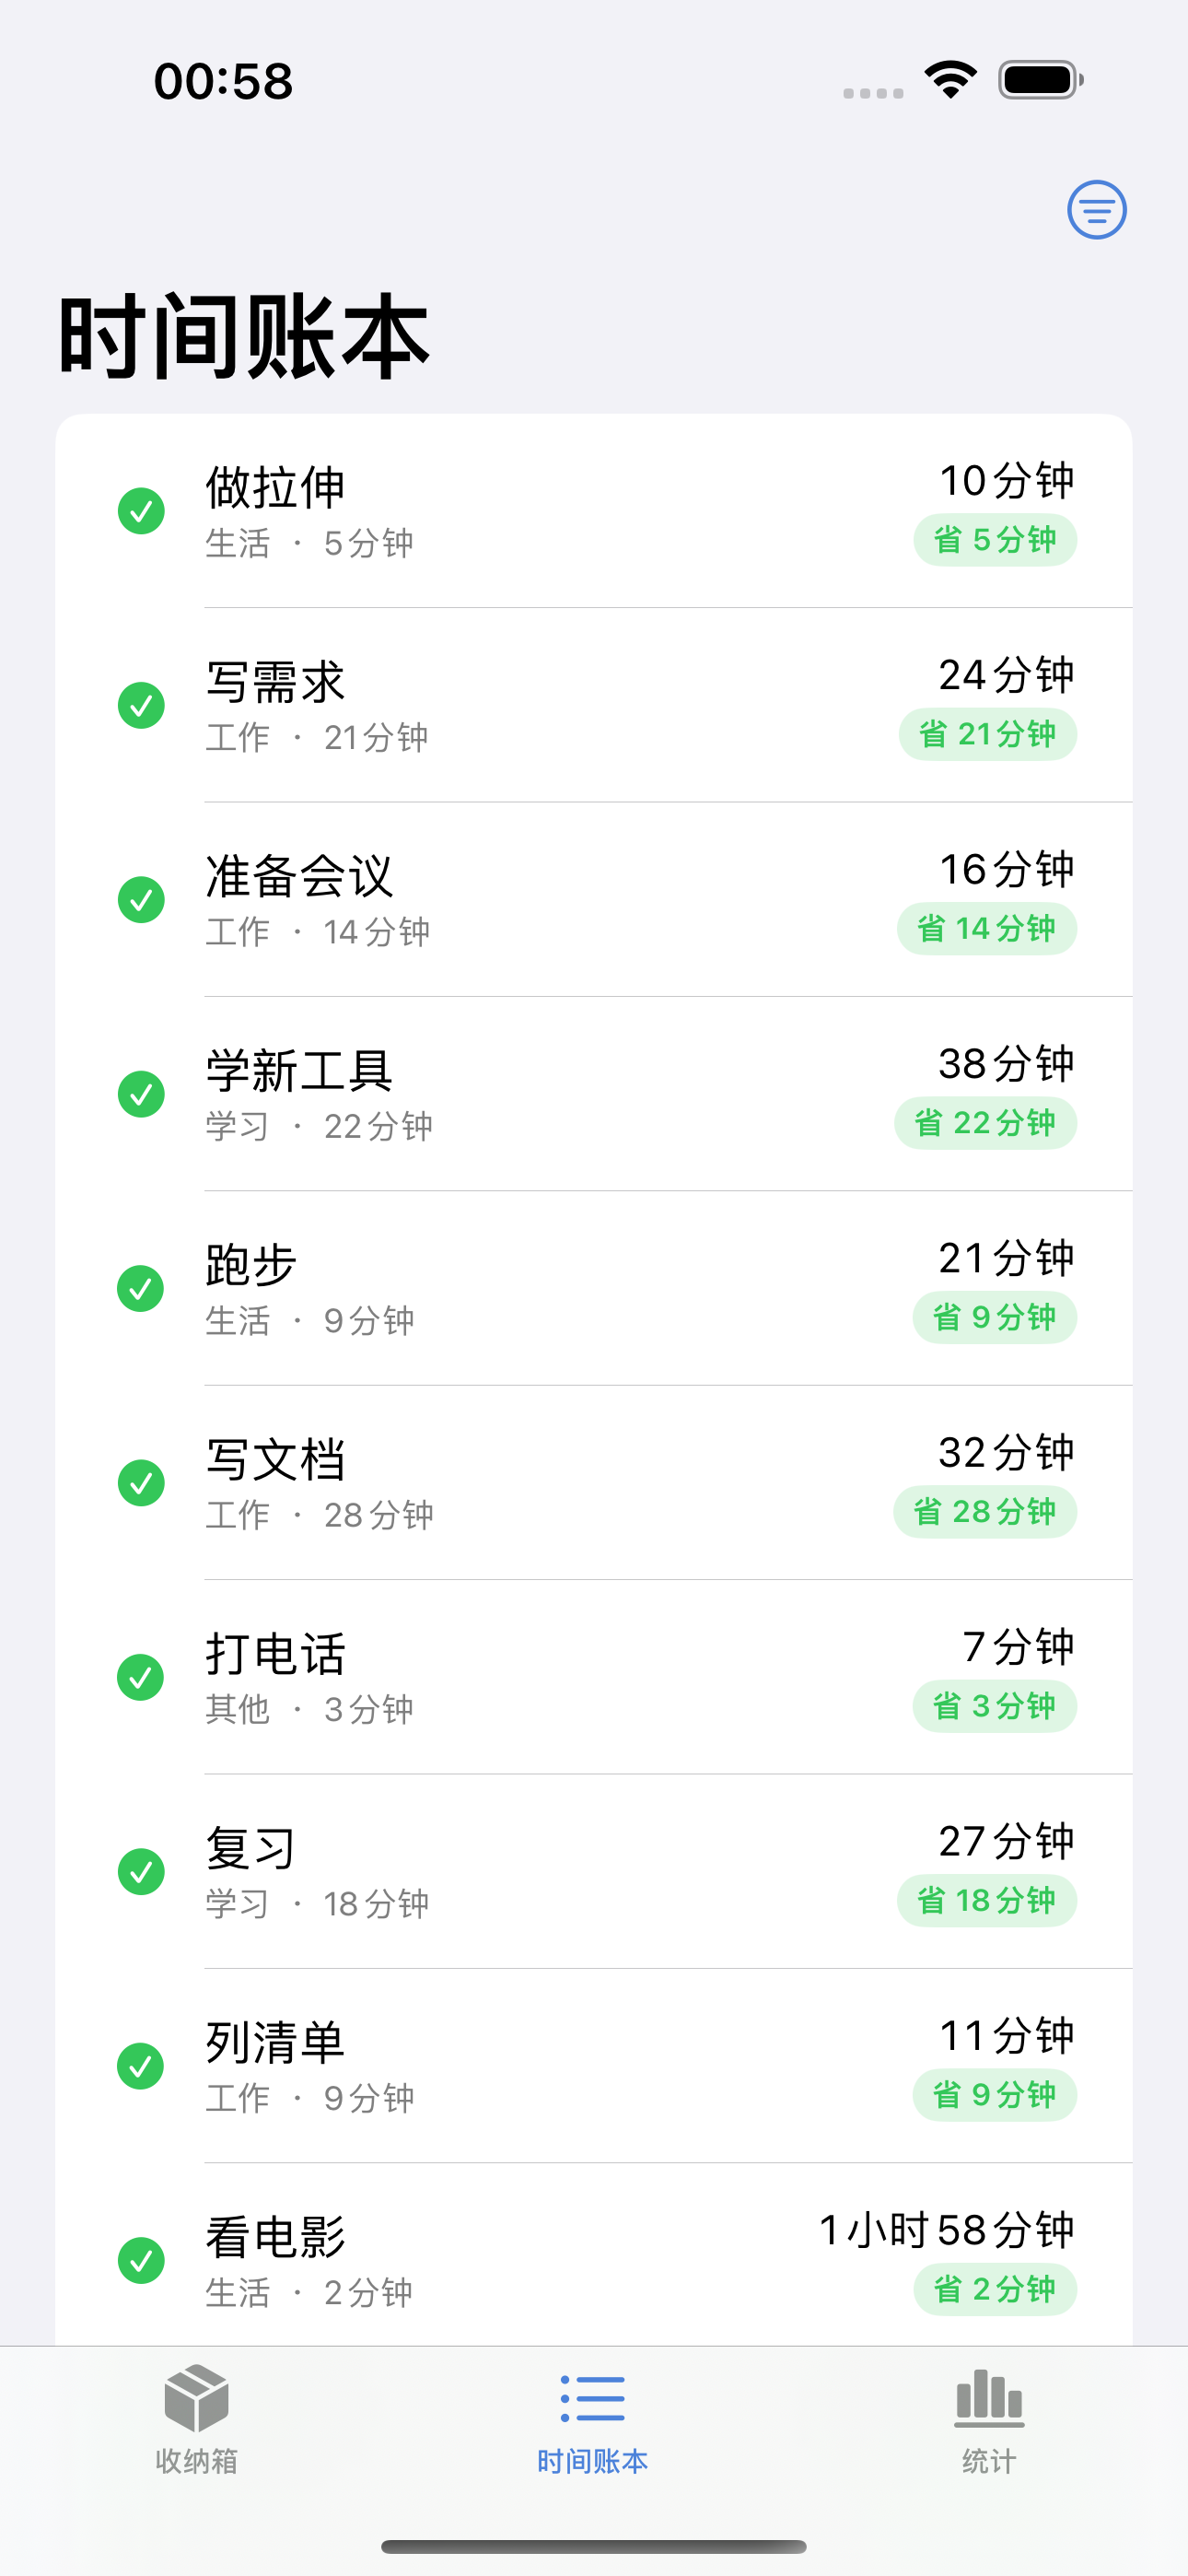 00:58
时间账本
做拉伸
10分钟
生活 · 5分钟
省 5分钟
写需求
24分钟
工作 · 21分钟
省 21分钟
准备会议
16分钟
工作 · 14分钟
省 14分钟
学新工具
38分钟
学习 · 22分钟
省 22分钟
跑步
21分钟
生活 · 9分钟
省 9分钟
写文档
32分钟
工作 · 28分钟
省 28分钟
打电话
7分钟
其他 · 3分钟
省 3分钟
复习
27分钟
学习 · 18分钟
省 18分钟
列清单
11分钟
工作 · 9分钟
省 9分钟
看电影
1小时58分钟
生活 · 2分钟
省 2分钟
收纳箱
时间账本
统计